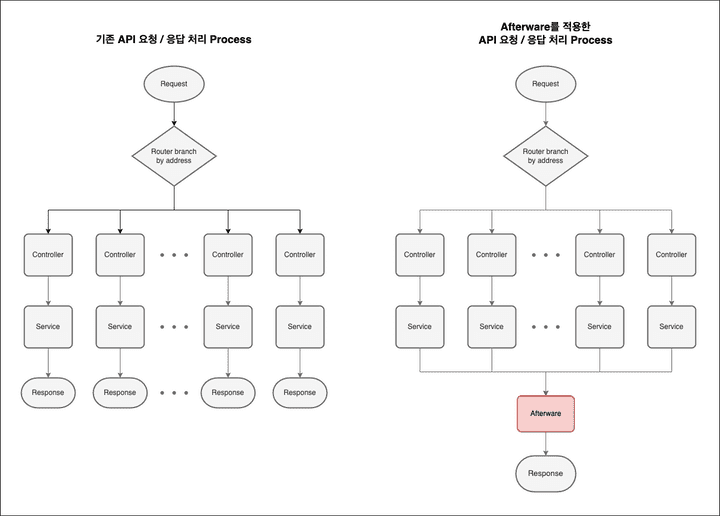 기존 API 요청 / 응답 처리 Process
Request
Router branch
by address
Controller
Controller
Controller
Controller
Service
Service
Service
Service
Response
Response
Response
Response
Afterware를 적용한
API 요청 / 응답 처리 Process
Request
Router branch
by address
Controller
Controller
Controller
Controller
Service
Service
Service
Service
Afterware
Response